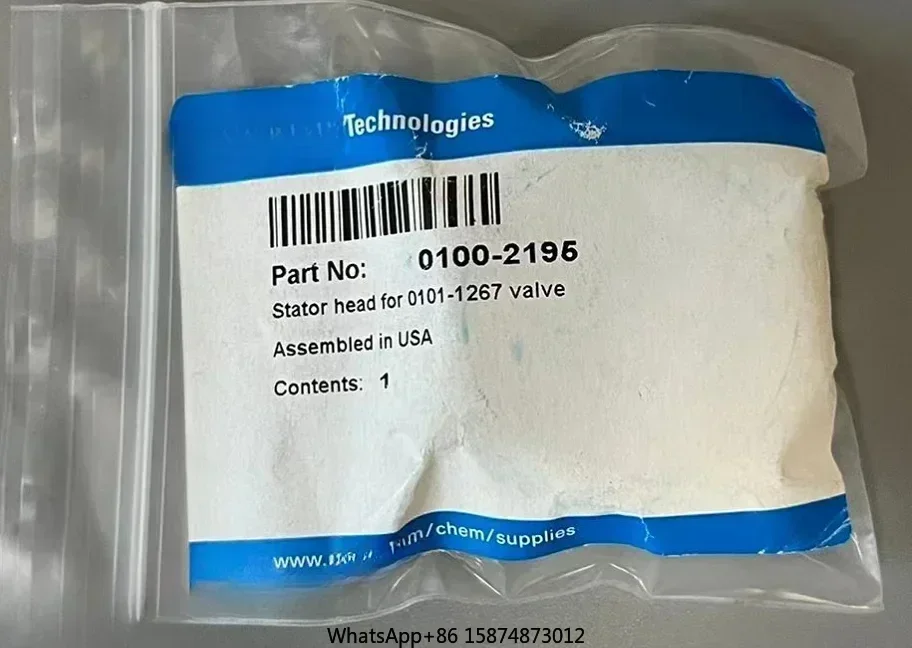 Technologies
Part No: 0100-2195
Stator head for 0101-1267 valve
Assembled in USA
Contents: 1
www. /chem/supplies
WhatsApp+86 15874873012